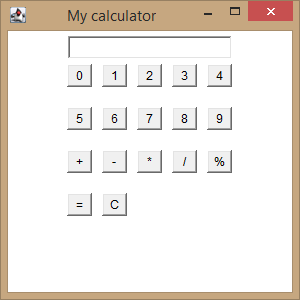 My calculator
0 1 2 3 4
5 6 7 8 9
+ - * / %
= C